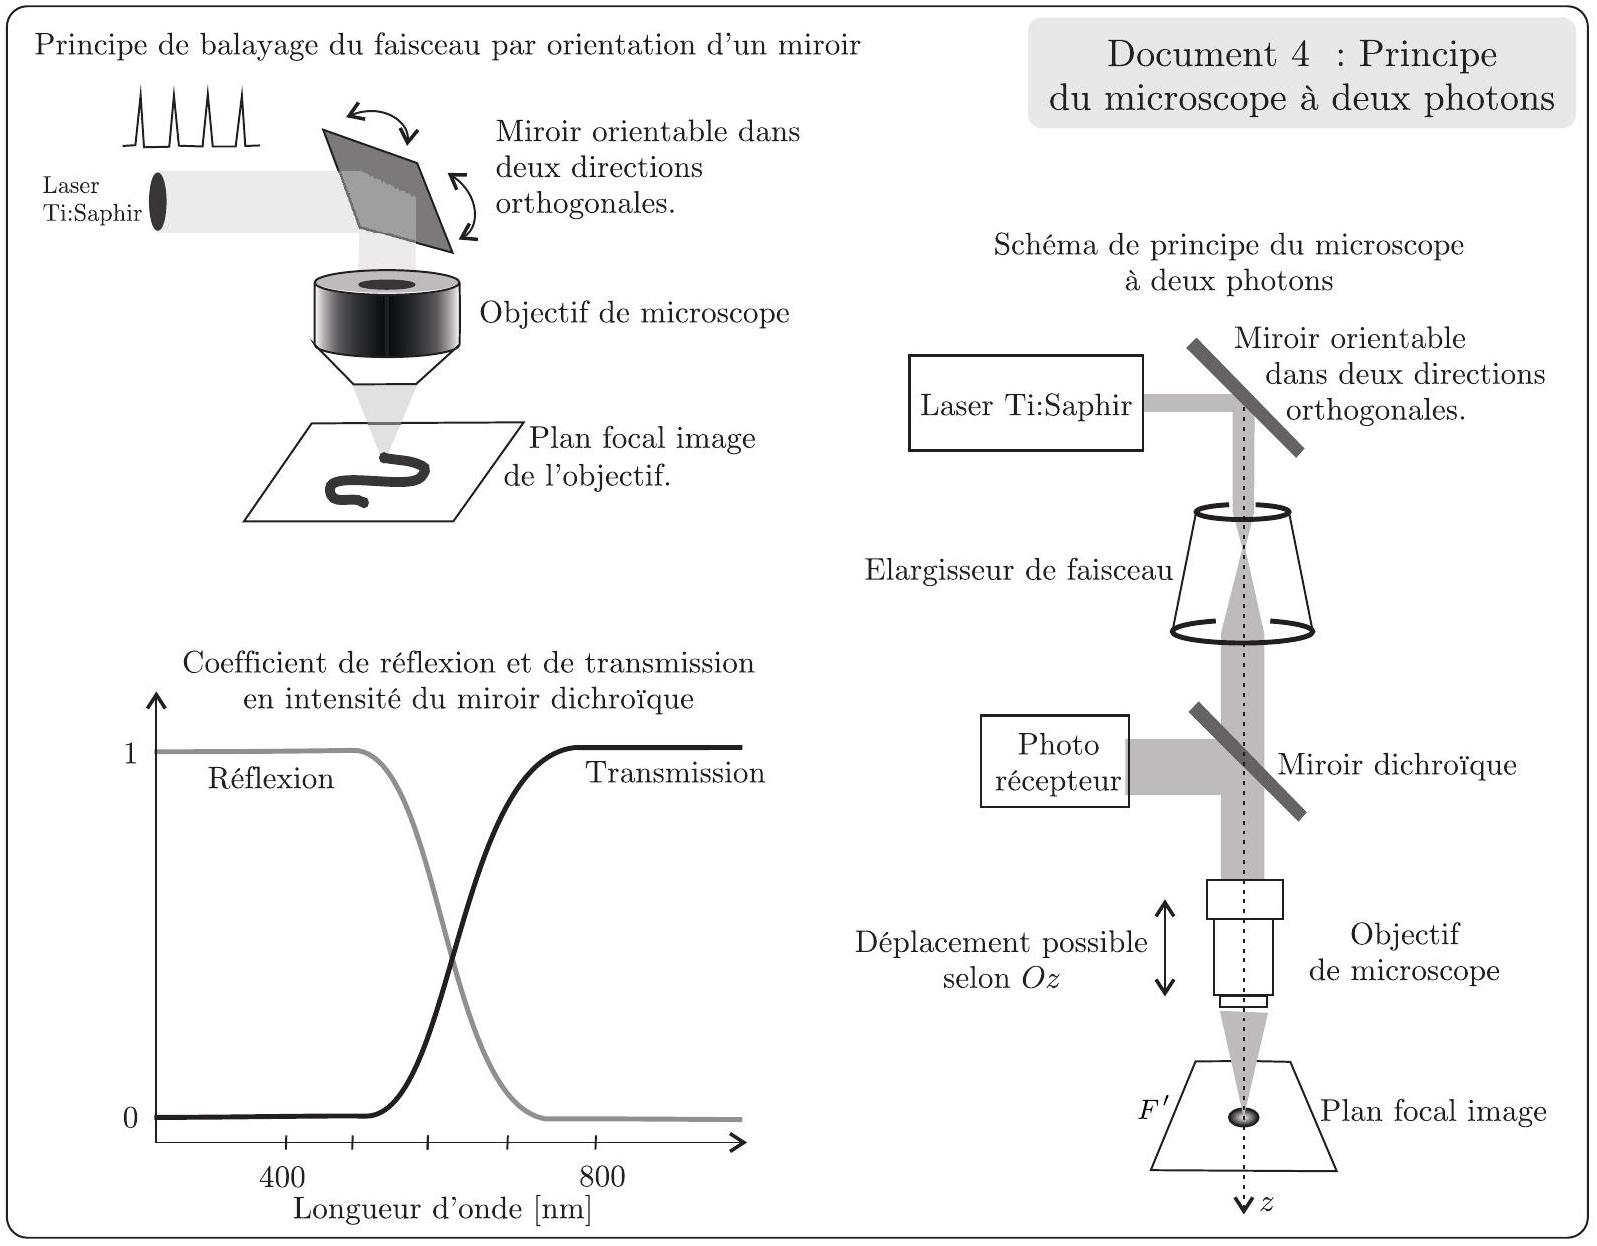 Principe de balayage du faisceau par orientation d'un miroir
Document 4 : Principe
du microscope à deux photons
Laser
Ti:Saphir
Miroir orientable dans
deux directions
orthogonales.
Objectif de microscope
Plan focal image
de l'objectif.
Schéma de principe du microscope
à deux photons
Laser Ti:Saphir
Miroir orientable
dans deux directions
orthogonales.
Elargisseur de faisceau
Photo
récepteur
Miroir dichroïque
Déplacement possible
selon Oz
Objectif
de microscope
F'
Plan focal image
z
Coefficient de réflexion et de transmission
en intensité du miroir dichroïque
1
Réflexion
Transmission
0
400
800
Longueur d'onde [nm]